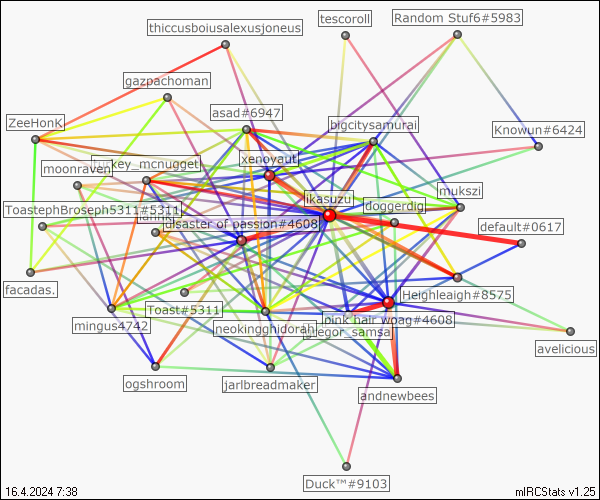 tescoroll
Random Stuf6#5983
thiccusboiusalexusjoneus
gazpachoman
asad#6947
ZeeHonK
bigcitysamurai
Knowun#6424
xenoyaut
moonraven
turkey_mcnugget
likasuzu
mukszi
doggerdig
ToastephBroseph5311#5311
disaster of passion#4608
default#0617
facadas.
Heighleaigh#8575
Toast#5311
mingus4742
neokingghidorah
pink hair wpag#4608
gregor_samsa
avelicious
ogshroom
jarlbreadmaker
andnewbees
Duck™#9103
16.4.2024 7:38
mIRCStats v1.25